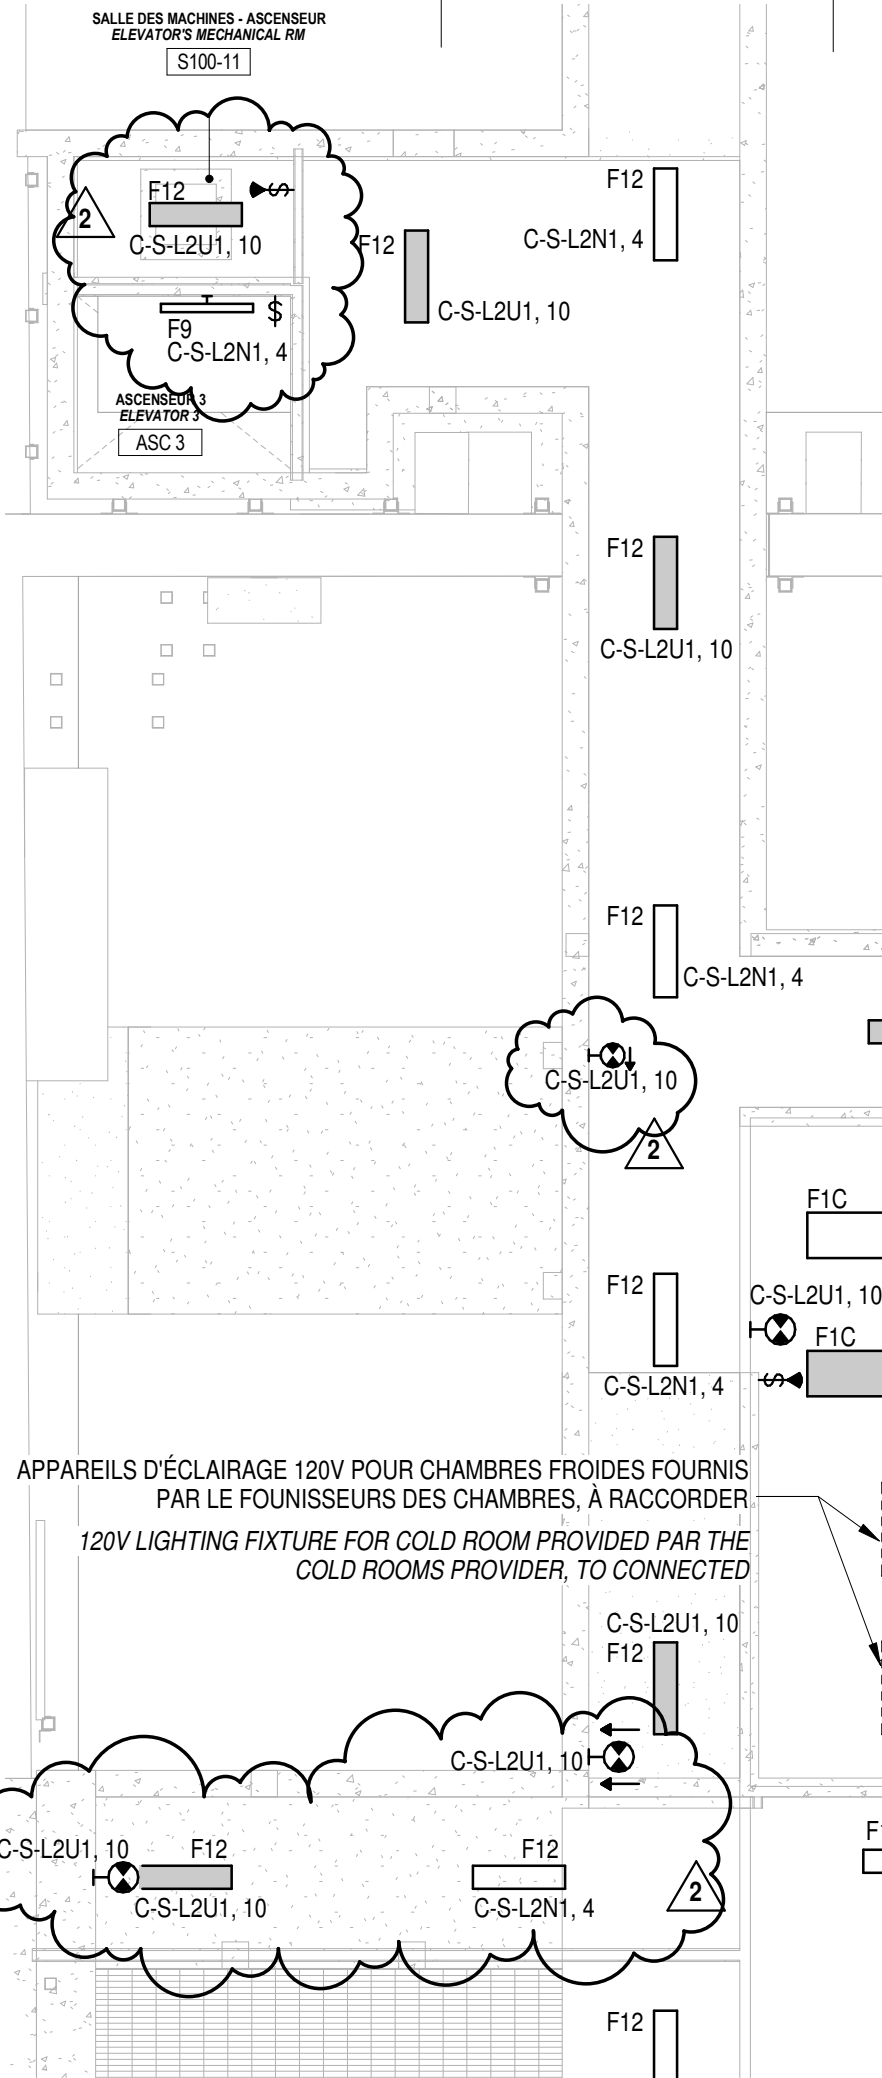 SALLE DES MACHINES - ASCENSEUR
ELEVATOR'S MECHANICAL RM
S100-11
F12
2
C-S-L2U1, 10
F12
C-S-L2U1, 10
F12
C-S-L2N1, 4
F9
C-S-L2N1, 4
ASCENSEUR 3
ELEVATOR 3
ASC 3
F12
C-S-L2U1, 10
F12
C-S-L2N1, 4
C-S-L2U1, 10
2
F1C
F12
C-S-L2N1, 4
C-S-L2U1, 10
F1C
APPAREILS D'ÉCLAIRAGE 120V POUR CHAMBRES FROIDES FOURNIS
PAR LE FOUNISSEURS DES CHAMBRES, À RACCORDER
120V LIGHTING FIXTURE FOR COLD ROOM PROVIDED PAR THE
COLD ROOMS PROVIDER, TO CONNECTED
C-S-L2U1, 10
F12
C-S-L2U1, 10
C-S-L2U1, 10
F12
C-S-L2U1, 10
F12
C-S-L2N1, 4
2
F12